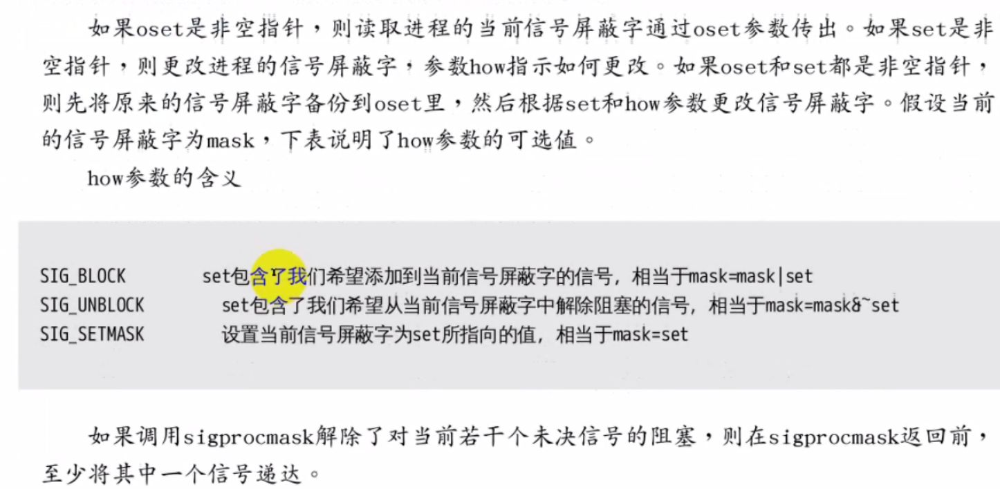 如果oset是非空指针，则读取进程的当前信号屏蔽字通过oset参数传出。如果set是非
空指针，则更改进程的信号屏蔽字，参数how指示如何更改。如果oset和set都是非空指针，
则先将原来的信号屏蔽字备份到oset里，然后根据set和how参数更改信号屏蔽字。假设当前
的信号屏蔽字为mask，下表说明了how参数的可选值。
how参数的含义
SIG_BLOCK set包含了我们希望添加到当前信号屏蔽字的信号，相当于mask=mask|set
SIG_UNBLOCK set包含了我们希望从当前信号屏蔽字中解除阻塞的信号，相当于mask=mask&~set
SIG_SETMASK 设置当前信号屏蔽字为set所指向的值，相当于mask=set
如果调用sigprocmask解除了对当前若干个未决信号的阻塞，则在sigprocmask返回前，
至少将其中一个信号递达。